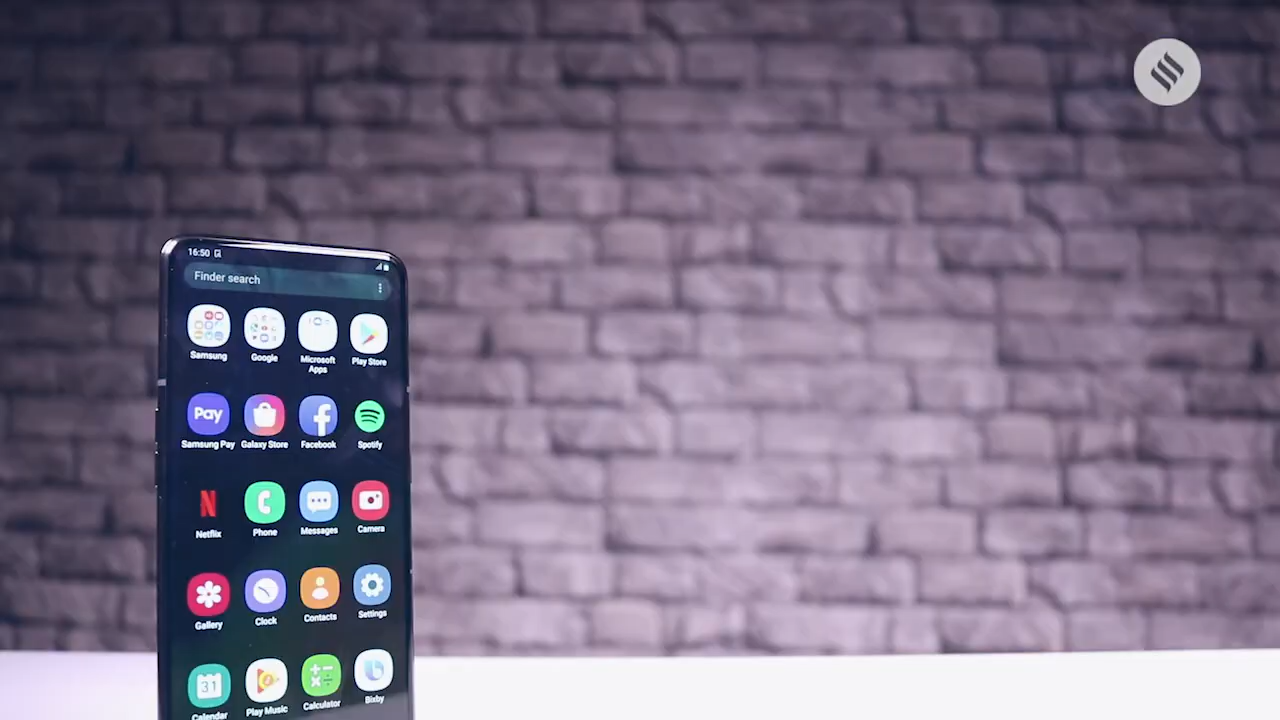 16:50
Finder search
Samsung
Google
Microsoft
Apps
Play Store
Pay
Samsung Pay
Galaxy Store
Facebook
Spotify
Netflix
Phone
Messages
Camera
Gallery
Clock
Contacts
Settings
31
Calendar
Play Music
Calculator
Bixby